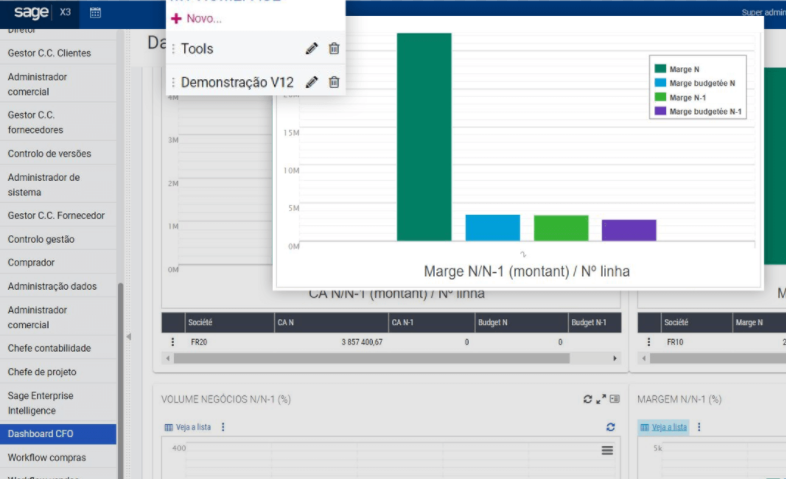 sage X3
Super admin
Diretor
Gestor C.C. Clientes
Administrador
comercial
Gestor C.C.
fornecedores
Controlo de versões
Administrador de
sistema
Gestor C.C. Fornecedor
Controlo gestão
Comprador
Administração dados
Administrador
comercial
Chefe contabilidade
Chefe de projeto
Sage Enterprise
Intelligence
Dashboard CFO
Workflow compras
Novo...
Tools
Demonstração V12
Da
4M
3M
2M
1M
0M
15M
10M
5M
0M
Marge N
Marge budgetée N
Marge N-1
Marge budgetée N-1
Marge N/N-1 (montant) / Nº linha
CA N/N-1 (montant) / Nº linha
M
Société CA N CA N-1 Budget N Budget N-1
FR20 3 857 400,67 0 0
Société Marge N
FR10 2
VOLUME NEGÓCIOS N/N-1 (%)
Veja a lista
400
MARGEM N/N-1 (%)
Veja a lista
5k